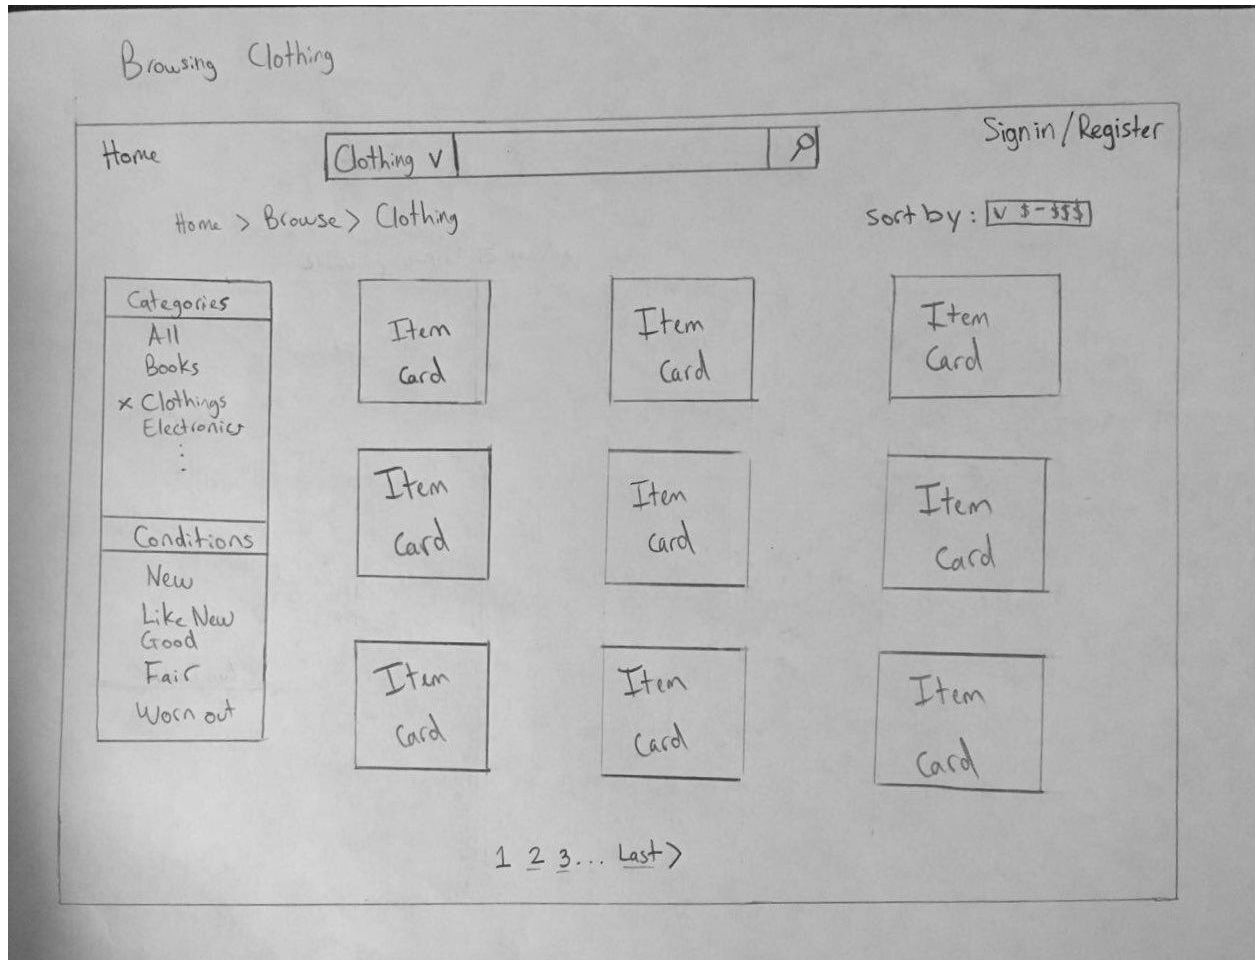 Browsing Clothing
Home
Clothing v
Signin/Register
Home > Browse > Clothing
Sort by: v $-$$$
Categories
All
Books
x Clothings
Electronics
Conditions
New
Like New
Good
Fair
Worn out
Item
Card
Item
Card
Item
Card
Item
Card
Item
Card
Item
Card
Item
Card
Item
Card
Item
Card
1 2 3... Last >